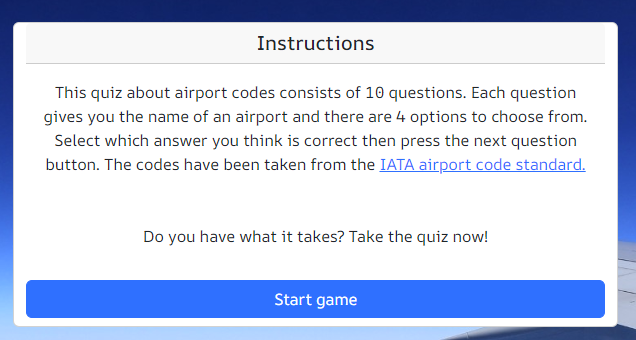 Instructions
This quiz about airport codes consists of 10 questions. Each question
gives you the name of an airport and there are 4 options to choose from.
Select which answer you think is correct then press the next question
button. The codes have been taken from the IATA airport code standard.
Do you have what it takes? Take the quiz now!
Start game